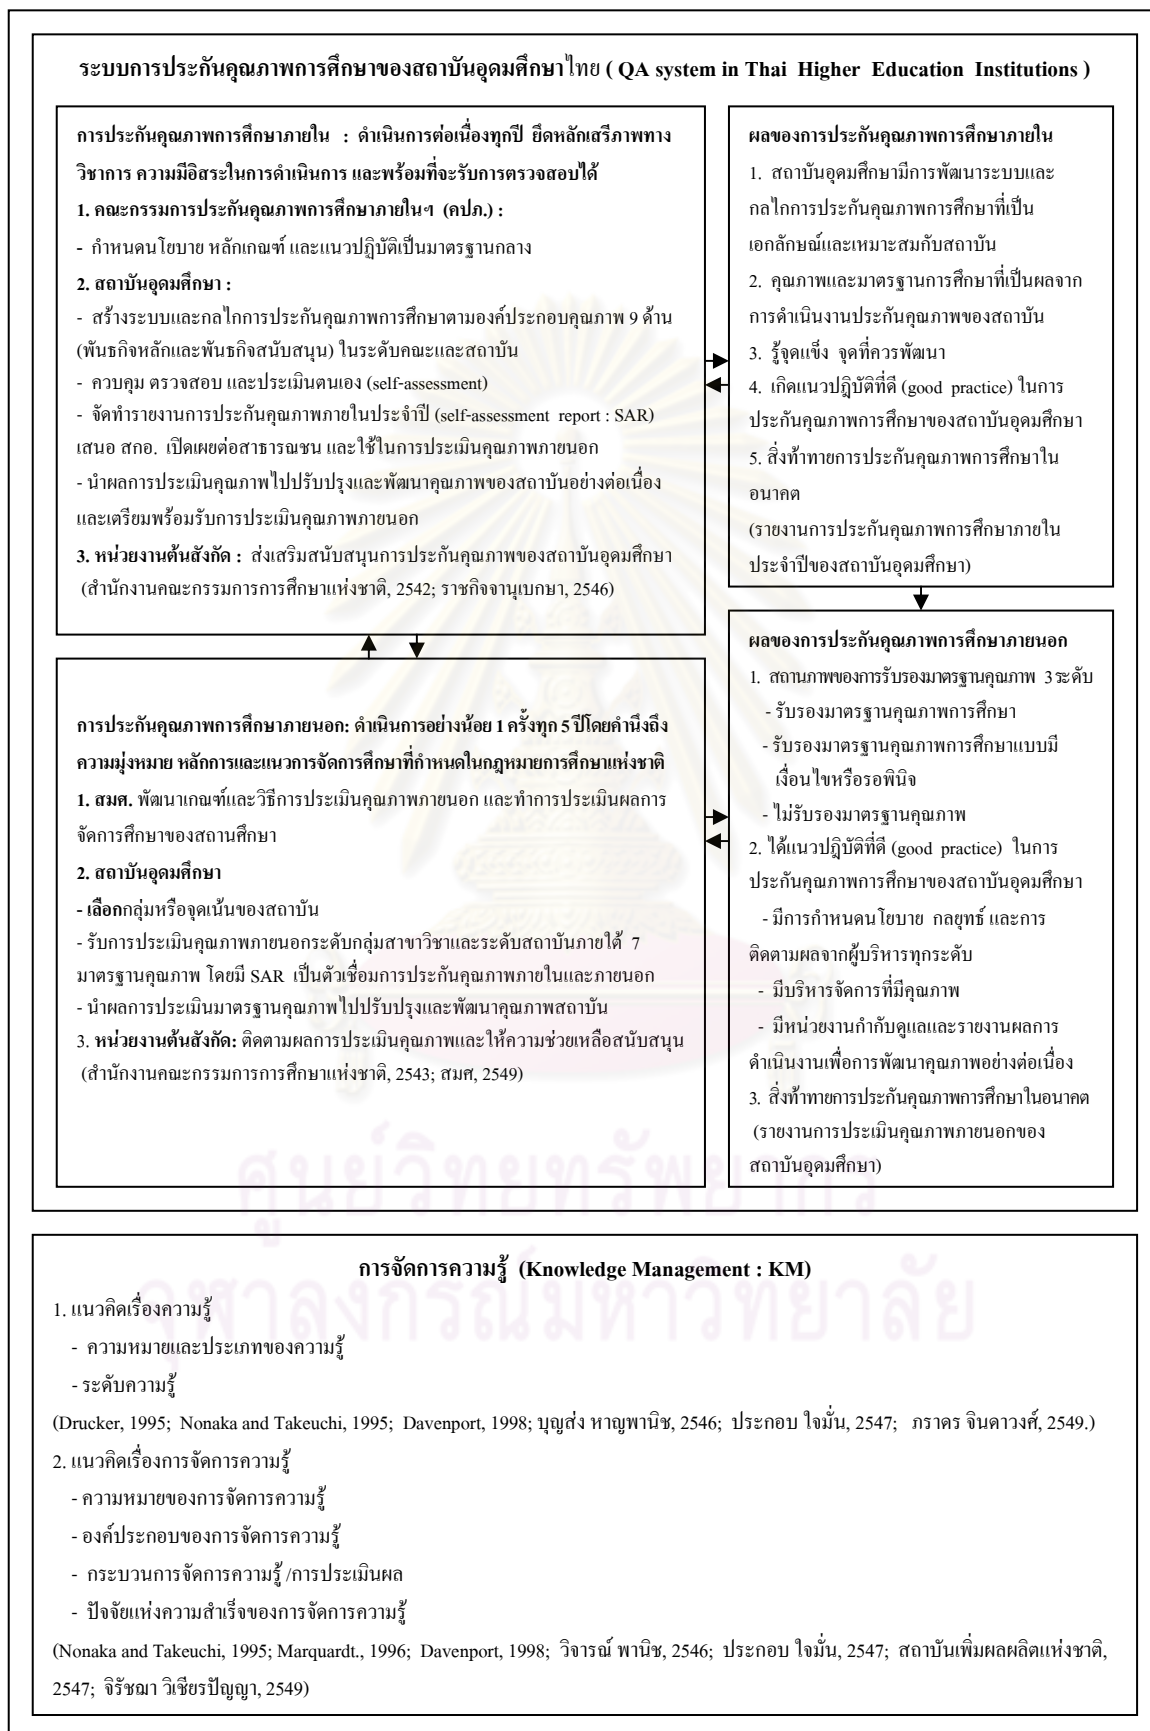 ระบบการประกันคุณภาพการศึกษาของสถาบันอุดมศึกษาไทย ( QA system in Thai Higher Education Institutions )
การประกันคุณภาพการศึกษาภายใน : ดำเนินการต่อเนื่องทุกปี ยึดหลักเสรีภาพทาง
วิชาการ ความมีอิสระในการดำเนินการ และพร้อมที่จะรับการตรวจสอบได้
1. คณะกรรมการประกันคุณภาพการศึกษาภายในฯ (คปภ.) :
- กำหนดนโยบาย หลักเกณฑ์ และแนวปฏิบัติเป็นมาตรฐานกลาง
2. สถาบันอุดมศึกษา :
- สร้างระบบและกลไกการประกันคุณภาพการศึกษาตามองค์ประกอบคุณภาพ 9 ด้าน
(พันธกิจหลักและพันธกิจสนับสนุน) ในระดับคณะและสถาบัน
- ควบคุม ตรวจสอบ และประเมินตนเอง (self-assessment)
- จัดทำรายงานการประกันคุณภาพภายในประจำปี (self-assessment report : SAR)
เสนอ สกอ. เปิดเผยต่อสาธารณชน และใช้ในการประเมินคุณภาพภายนอก
- นำผลการประเมินคุณภาพไปปรับปรุงและพัฒนาคุณภาพของสถาบันอย่างต่อเนื่อง
และเตรียมพร้อมรับการประเมินคุณภาพภายนอก
3. หน่วยงานต้นสังกัด : ส่งเสริมสนับสนุนการประกันคุณภาพของสถาบันอุดมศึกษา
(สำนักงานคณะกรรมการการศึกษาแห่งชาติ, 2542; ราชกิจจานุเบกษา, 2546)
ผลของการประกันคุณภาพการศึกษาภายใน
1. สถาบันอุดมศึกษามีการพัฒนาระบบและ
กลไกการประกันคุณภาพการศึกษาที่เป็น
เอกลักษณ์และเหมาะสมกับสถาบัน
2. คุณภาพและมาตรฐานการศึกษาที่เป็นผลจาก
การดำเนินงานประกันคุณภาพของสถาบัน
3. รู้จุดแข็ง จุดที่ควรพัฒนา
4. เกิดแนวปฏิบัติที่ดี (good practice) ในการ
ประกันคุณภาพการศึกษาของสถาบันอุดมศึกษา
5. สิ่งท้าทายการประกันคุณภาพการศึกษาใน
อนาคต
(รายงานการประกันคุณภาพการศึกษาภายใน
ประจำปีของสถาบันอุดมศึกษา)
การประกันคุณภาพการศึกษาภายนอก: ดำเนินการอย่างน้อย 1 ครั้งทุก 5 ปีโดยคำนึงถึง
ความมุ่งหมาย หลักการและแนวการจัดการศึกษาที่กำหนดในกฎหมายการศึกษาแห่งชาติ
1. สมศ. พัฒนาเกณฑ์และวิธีการประเมินคุณภาพภายนอก และทำการประเมินผลการ
จัดการศึกษาของสถานศึกษา
2. สถาบันอุดมศึกษา
- เลือกกลุ่มหรือจุดเน้นของสถาบัน
- รับการประเมินคุณภาพภายนอกระดับกลุ่มสาขาวิชาและระดับสถาบันภายใต้ 7
มาตรฐานคุณภาพ โดยมี SAR เป็นตัวเชื่อมการประกันคุณภาพภายในและภายนอก
- นำผลการประเมินมาตรฐานคุณภาพไปปรับปรุงและพัฒนาคุณภาพสถาบัน
3. หน่วยงานต้นสังกัด: ติดตามผลการประเมินคุณภาพและให้ความช่วยเหลือสนับสนุน
(สำนักงานคณะกรรมการการศึกษาแห่งชาติ, 2543; สมศ, 2549)
ผลของการประกันคุณภาพการศึกษาภายนอก
1. สถานภาพของการรับรองมาตรฐานคุณภาพ 3 ระดับ
- รับรองมาตรฐานคุณภาพการศึกษา
- รับรองมาตรฐานคุณภาพการศึกษาแบบมี
เงื่อนไขหรือรอพินิจ
- ไม่รับรองมาตรฐานคุณภาพ
2. ได้แนวปฏิบัติที่ดี (good practice) ในการ
ประกันคุณภาพการศึกษาของสถาบันอุดมศึกษา
- มีการกำหนดนโยบาย กลยุทธ์ และการ
ติดตามผลจากผู้บริหารทุกระดับ
- มีบริหารจัดการที่มีคุณภาพ
- มีหน่วยงานกำกับดูแลและรายงานผลการ
ดำเนินงานเพื่อการพัฒนาคุณภาพอย่างต่อเนื่อง
3. สิ่งท้าทายการประกันคุณภาพการศึกษาในอนาคต
(รายงานการประเมินคุณภาพภายนอกของ
สถาบันอุดมศึกษา)
ศูนย์วิทยทรัพยากร
จุฬาลงกรณ์มหาวิทยาลัย
การจัดการความรู้ (Knowledge Management : KM)
1. แนวคิดเรื่องความรู้
- ความหมายและประเภทของความรู้
- ระดับความรู้
(Drucker, 1995; Nonaka and Takeuchi, 1995; Davenport, 1998; บุญส่ง หาญพานิช, 2546; ประกอบ ใจมั่น, 2547; ภราดร จินดาวงศ์, 2549.)
2. แนวคิดเรื่องการจัดการความรู้
- ความหมายของการจัดการความรู้
- องค์ประกอบของการจัดการความรู้
- กระบวนการจัดการความรู้ /การประเมินผล
- ปัจจัยแห่งความสำเร็จของการจัดการความรู้
(Nonaka and Takeuchi, 1995; Marquardt., 1996; Davenport, 1998; วิจารณ์ พานิช, 2546; ประกอบ ใจมั่น, 2547; สถาบันเพิ่มผลผลิตแห่งชาติ,
2547; จิรัชฌา วิเชียรปัญญา, 2549)